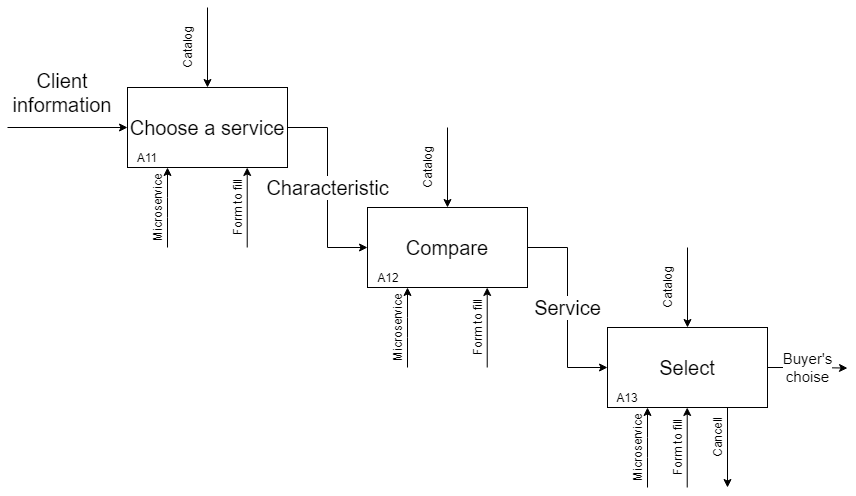 Catalog
Client
information
Choose a service
A11
Microservice
Form to fill
Characteristic
Catalog
Compare
A12
Microservice
Form to fill
Service
Catalog
Select
A13
Buyer's
choise
Microservice
Form to fill
Cancell